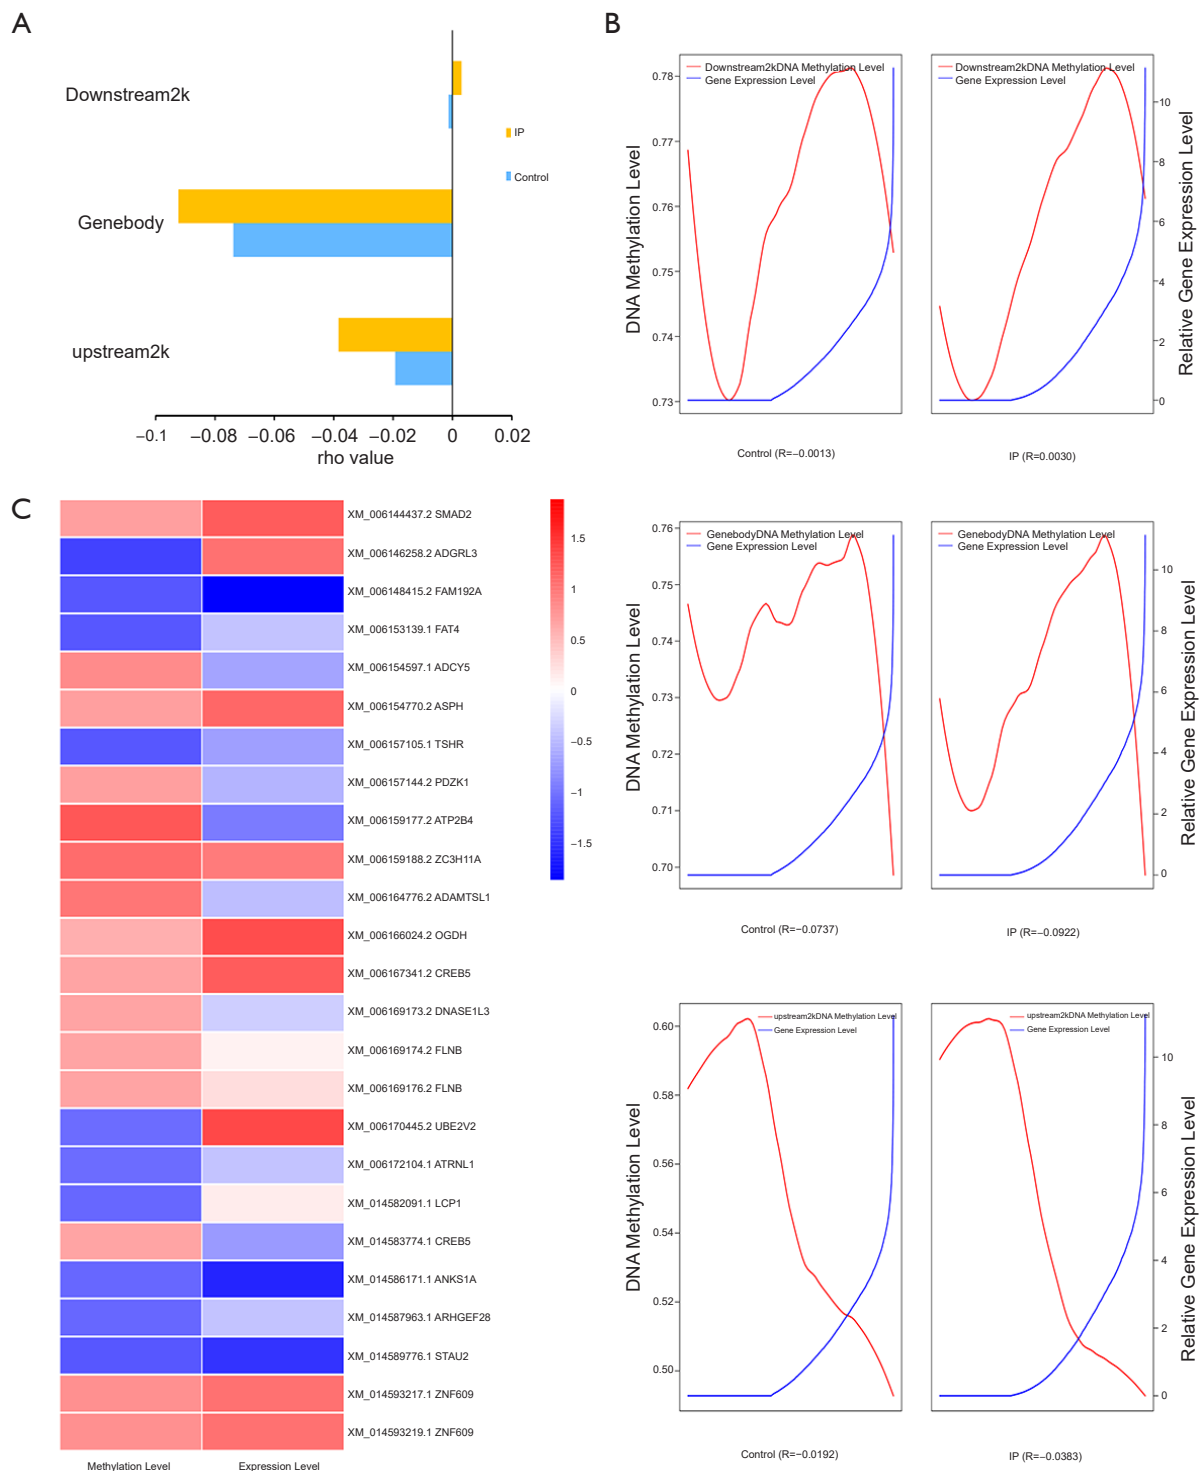 A
Downstream2k
Genebody
upstream2k
IP
Control
−0.1 −0.08 −0.06 −0.04 −0.02 0 0.02
rho value
B
Downstream2kDNA Methylation Level
Gene Expression Level
0.78
0.77
0.76
0.75
0.74
0.73
DNA Methylation Level
Control (R=−0.0013)
Downstream2kDNA Methylation Level
Gene Expression Level
10
8
6
4
2
0
Relative Gene Expression Level
IP (R=0.0030)
GenebodyDNA Methylation Level
Gene Expression Level
0.76
0.75
0.74
0.73
0.72
0.71
0.70
DNA Methylation Level
Control (R=−0.0737)
GenebodyDNA Methylation Level
Gene Expression Level
10
8
6
4
2
0
Relative Gene Expression Level
IP (R=−0.0922)
upstream2kDNA Methylation Level
Gene Expression Level
0.60
0.58
0.56
0.54
0.52
0.50
DNA Methylation Level
Control (R=−0.0192)
upstream2kDNA Methylation Level
Gene Expression Level
10
8
6
4
2
0
Relative Gene Expression Level
IP (R=−0.0383)
C
XM_006144437.2 SMAD2
XM_006146258.2 ADGRL3
XM_006148415.2 FAM192A
XM_006153139.1 FAT4
XM_006154597.1 ADCY5
XM_006154770.2 ASPH
XM_006157105.1 TSHR
XM_006157144.2 PDZK1
XM_006159177.2 ATP2B4
XM_006159188.2 ZC3H11A
XM_006164776.2 ADAMTSL1
XM_006166024.2 OGDH
XM_006167341.2 CREB5
XM_006169173.2 DNASE1L3
XM_006169174.2 FLNB
XM_006169176.2 FLNB
XM_006170445.2 UBE2V2
XM_006172104.1 ATRNL1
XM_014582091.1 LCP1
XM_014583774.1 CREB5
XM_014586171.1 ANKS1A
XM_014587963.1 ARHGEF28
XM_014589776.1 STAU2
XM_014593217.1 ZNF609
XM_014593219.1 ZNF609
Methylation Level Expression Level
1.5
1
0.5
0
−0.5
−1
−1.5